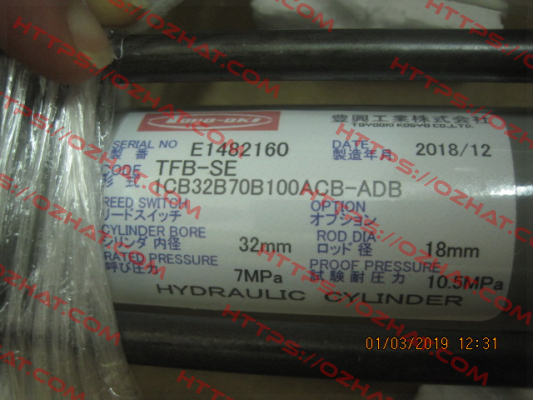 TOYO-OKI
豊興工業株式会社
TOYOOKI KOGYO CO.,LTD.
SERIAL NO
製番 E1482160
DATE
製造年月 2018/12
CODE
形式 TFB-SE
1CB32B70B100ACB-ADB
REED SWITCH
リードスイッチ
OPTION
オプション
CYLINDER BORE
シリンダ内径 32mm
ROD DIA
ロッド径 18mm
RATED PRESSURE
呼び圧力 7MPa
PROOF PRESSURE
試験耐圧力 10.5MPa
HYDRAULIC CYLINDER
01/03/2019 12:31
HTTPS://OZHAT.COM